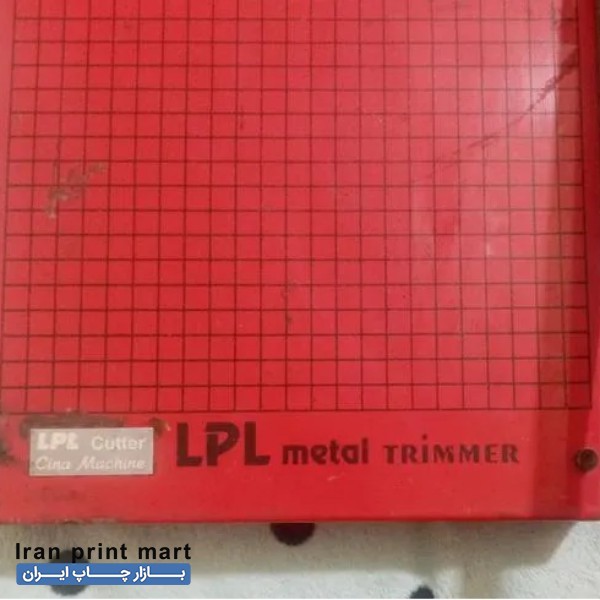 LPL Cutter
Cina Machine
LPL metal TRiMMER
Iran print mart
بازار چاپ ایران